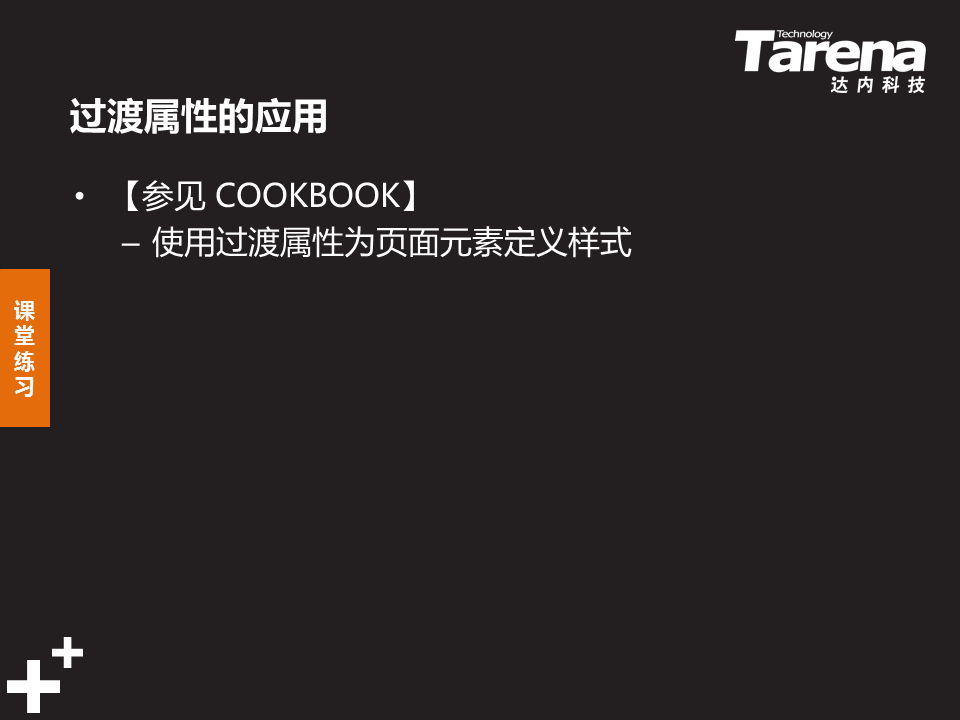 Technology
Tarena
达内科技
过渡属性的应用
• 【参见 COOKBOOK】
– 使用过渡属性为页面元素定义样式
课
堂
练
习